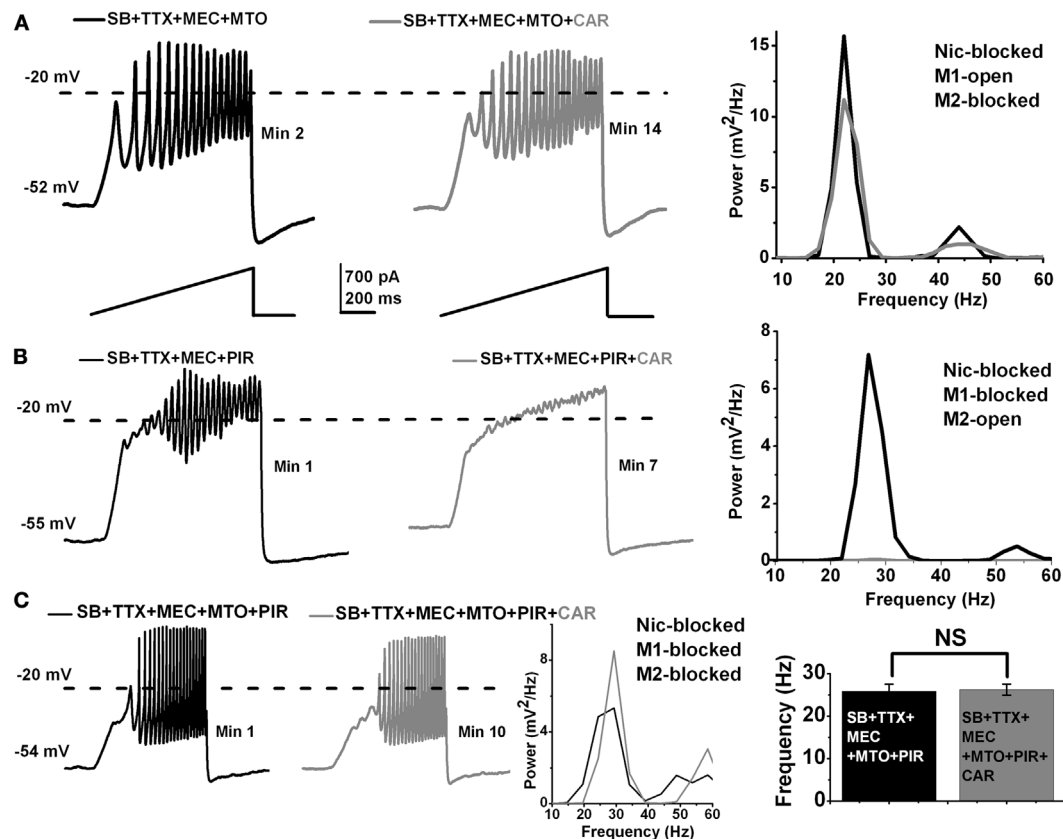 A
SB+TTX+MEC+MTO
SB+TTX+MEC+MTO+CAR
-20 mV
-52 mV
Min 2
Min 14
700 pA
200 ms
Nic-blocked
M1-open
M2-blocked
Power (mV²/Hz)
15
10
5
0
10 20 30 40 50 60
Frequency (Hz)
B
SB+TTX+MEC+PIR
SB+TTX+MEC+PIR+CAR
-20 mV
-55 mV
Min 1
Min 7
Nic-blocked
M1-blocked
M2-open
Power (mV²/Hz)
8
6
4
2
0
10 20 30 40 50 60
Frequency (Hz)
C
SB+TTX+MEC+MTO+PIR
SB+TTX+MEC+MTO+PIR+CAR
-20 mV
-54 mV
Min 1
Min 10
Nic-blocked
M1-blocked
M2-blocked
Power (mV²/Hz)
8
4
0
10 20 30 40 50 60
Frequency (Hz)
NS
Frequency (Hz)
30
20
10
0
SB+TTX+
MEC
+MTO+PIR
SB+TTX+
MEC
+MTO+PIR+
CAR